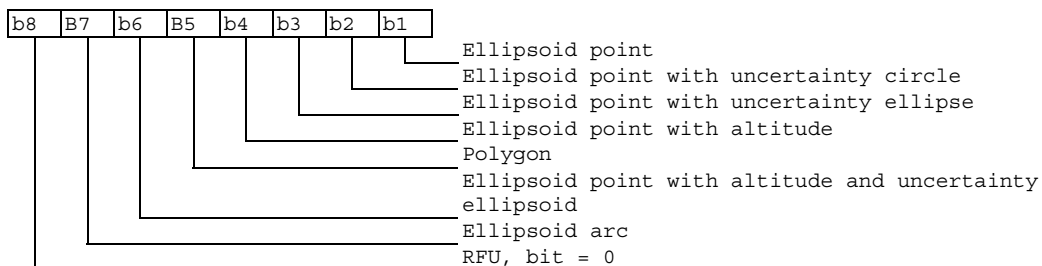 b8 B7 b6 B5 b4 b3 b2 b1
Ellipsoid point
Ellipsoid point with uncertainty circle
Ellipsoid point with uncertainty ellipse
Ellipsoid point with altitude
Polygon
Ellipsoid point with altitude and uncertainty
ellipsoid
Ellipsoid arc
RFU, bit = 0